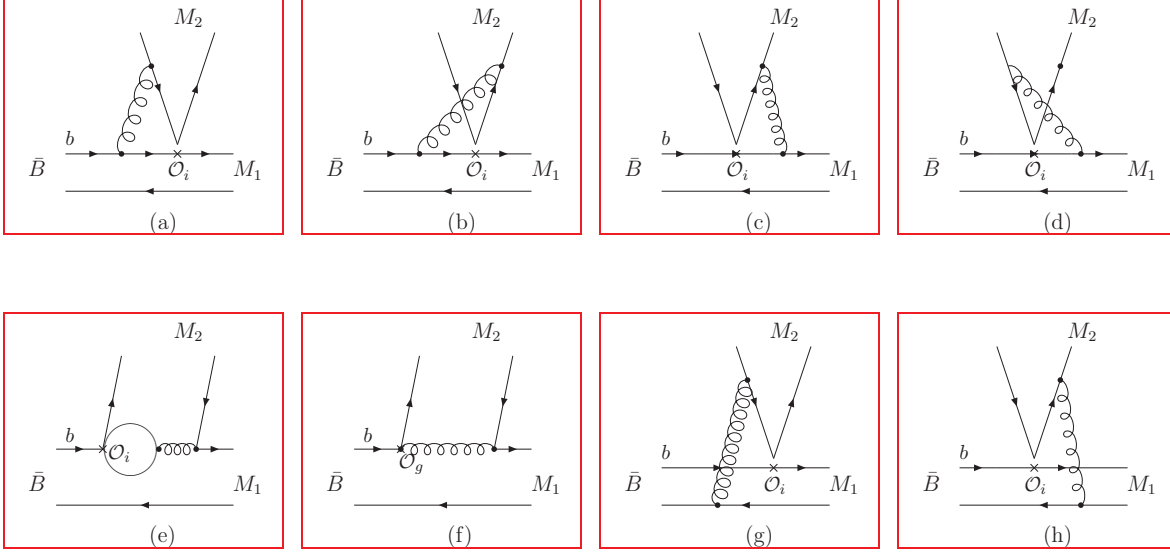 M₂ M₂ M₂ M₂
b b b b
B̄ 𝒪ᵢ M₁ B̄ 𝒪ᵢ M₁ B̄ 𝒪ᵢ M₁ B̄ 𝒪ᵢ M₁
(a) (b) (c) (d)
M₂ M₂ M₂ M₂
b 𝒪ᵢ b 𝒪g b b
B̄ M₁ B̄ M₁ B̄ 𝒪ᵢ M₁ B̄ 𝒪ᵢ M₁
(e) (f) (g) (h)